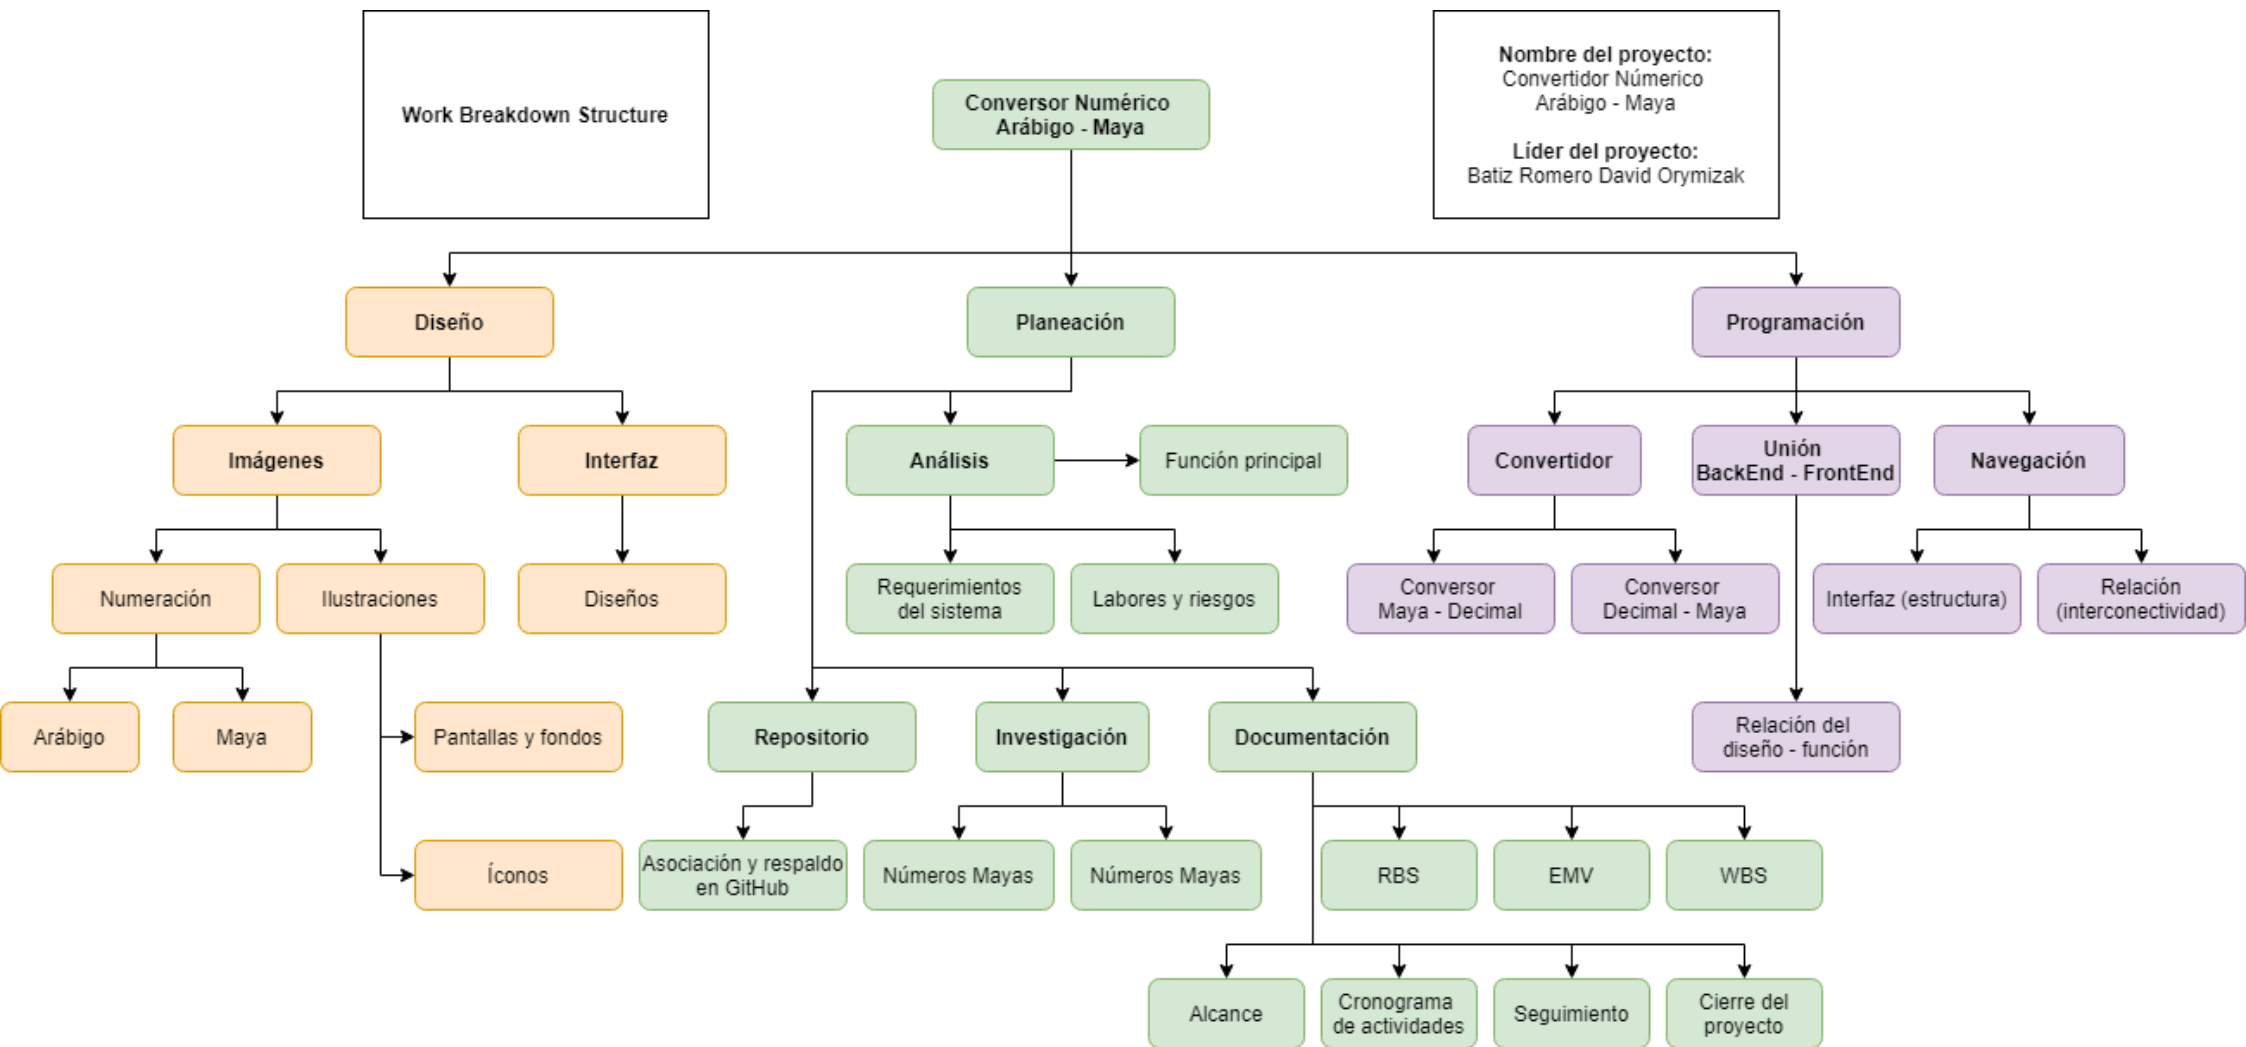 Work Breakdown Structure
Conversor Numérico
Arábigo - Maya
Nombre del proyecto:
Convertidor Númerico
Arábigo - Maya
Líder del proyecto:
Batiz Romero David Orymizak
Diseño
Planeación
Programación
Imágenes
Interfaz
Análisis
Función principal
Convertidor
Unión
BackEnd - FrontEnd
Navegación
Numeración
Ilustraciones
Diseños
Requerimientos
del sistema
Labores y riesgos
Conversor
Maya - Decimal
Conversor
Decimal - Maya
Interfaz (estructura)
Relación
(interconectividad)
Arábigo
Maya
Pantallas y fondos
Repositorio
Investigación
Documentación
Relación del
diseño - función
Íconos
Asociación y respaldo
en GitHub
Números Mayas
Números Mayas
RBS
EMV
WBS
Alcance
Cronograma
de actividades
Seguimiento
Cierre del
proyecto